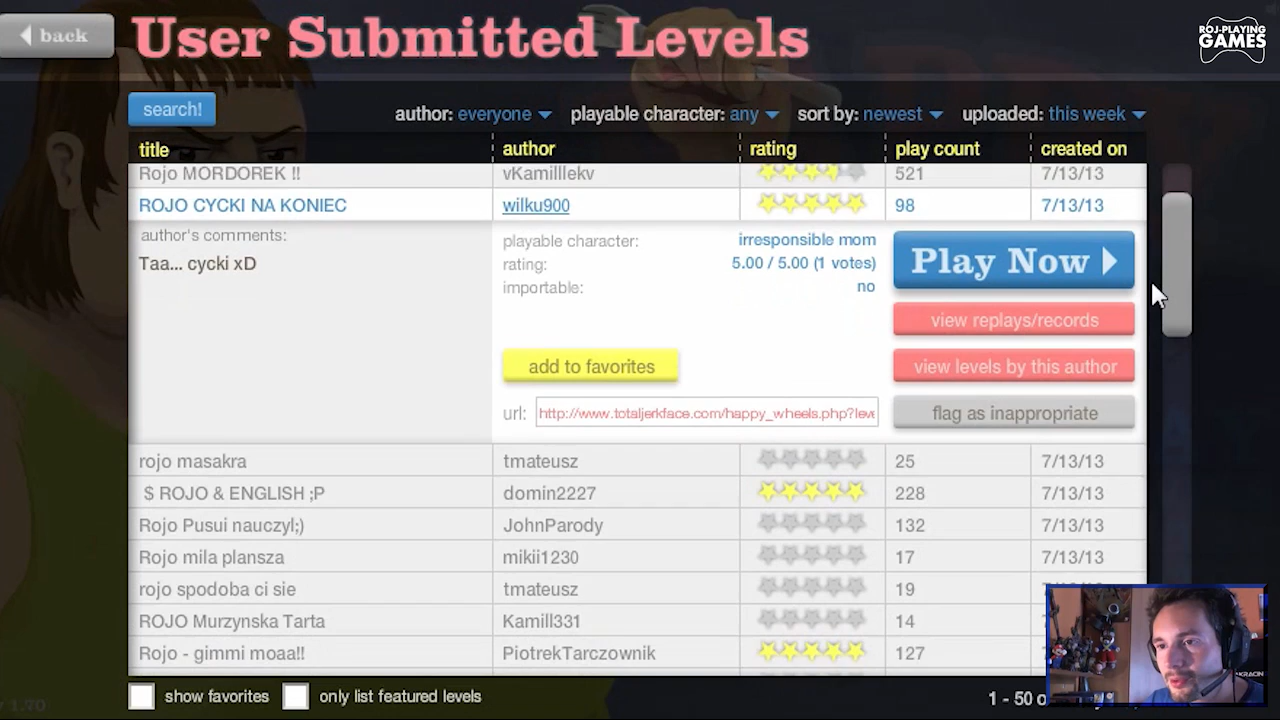 back
User Submitted Levels
ROJ-PLAYING
GAMES
search!
author: everyone playable character: any sort by: newest uploaded: this week
title author rating play count created on
Rojo MORDOREK !! vKamilllekv 521 7/13/13
ROJO CYCKI NA KONIEC wilku900 98 7/13/13
author's comments:
Taa... cycki xD
playable character: irresponsible mom
rating: 5.00 / 5.00 (1 votes)
importable: no
Play Now
view replays/records
add to favorites
view levels by this author
url: http://www.totaljerkface.com/happy_wheels.php?leve
flag as inappropriate
rojo masakra tmateusz 25 7/13/13
$ ROJO & ENGLISH ;P domin2227 228 7/13/13
Rojo Pusui nauczyl;) JohnParody 132 7/13/13
Rojo mila plansza mikii1230 17 7/13/13
rojo spodoba ci sie tmateusz 19
ROJO Murzynska Tarta Kamill331 14
Rojo - gimmi moaa!! PiotrekTarczownik 127
show favorites only list featured levels 1 - 50
1.70